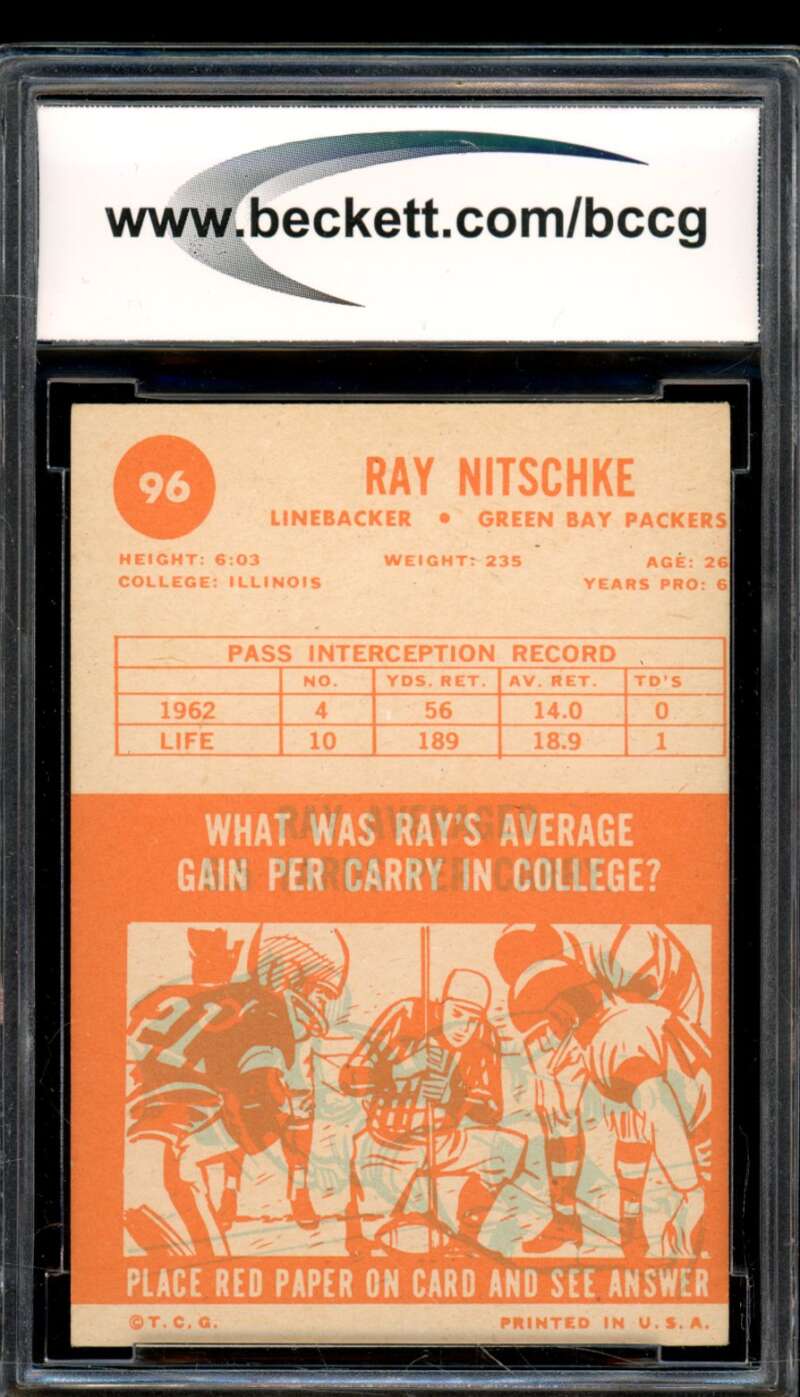 www.beckett.com/bccg
96
RAY NITSCHKE
LINEBACKER • GREEN BAY PACKERS
HEIGHT: 6:03 WEIGHT: 235 AGE: 26
COLLEGE: ILLINOIS YEARS PRO: 6
PASS INTERCEPTION RECORD
NO. YDS. RET. AV. RET. TD'S
1962 4 56 14.0 0
LIFE 10 189 18.9 1
RAY AVERAGED
WHAT WAS RAY'S AVERAGE
GAIN PER CARRY IN COLLEGE?
21
PLACE RED PAPER ON CARD AND SEE ANSWER
©T.C.G. PRINTED IN U.S.A.